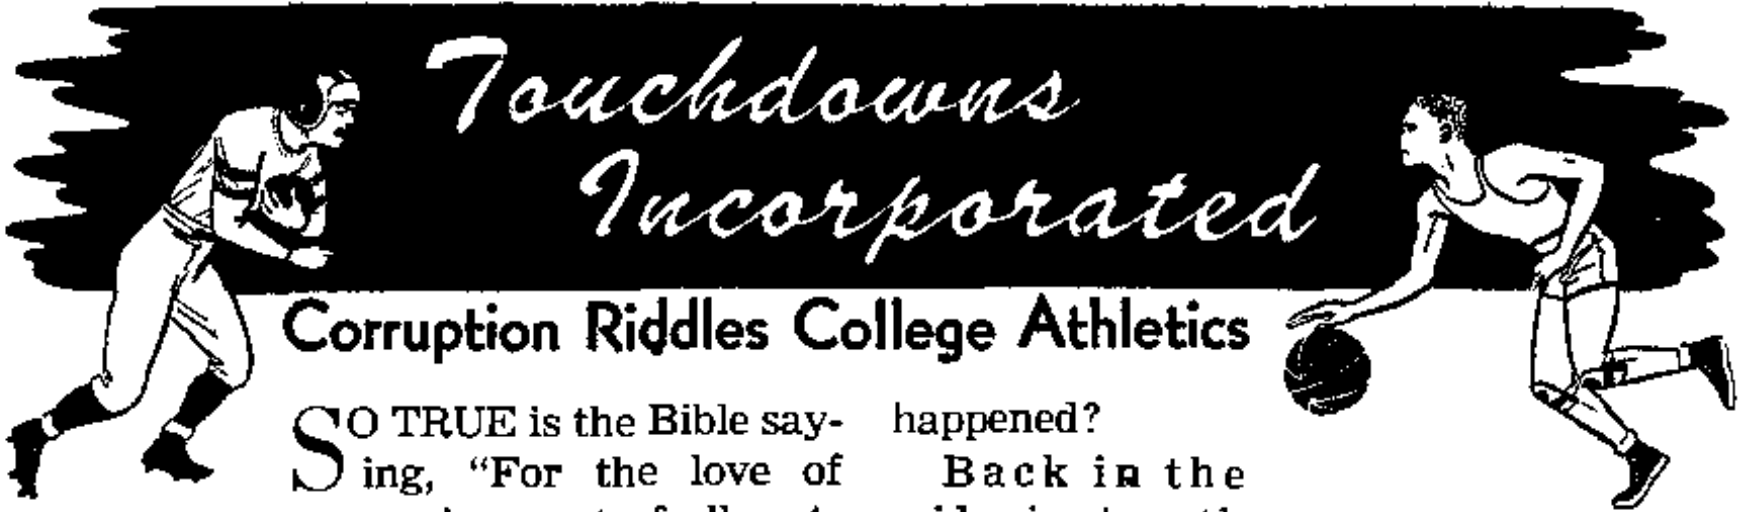 Touchdowns
Incorporated
Corruption Riddles College Athletics
SO TRUE is the Bible say-
ing, “For the love of
happened?
Back in the